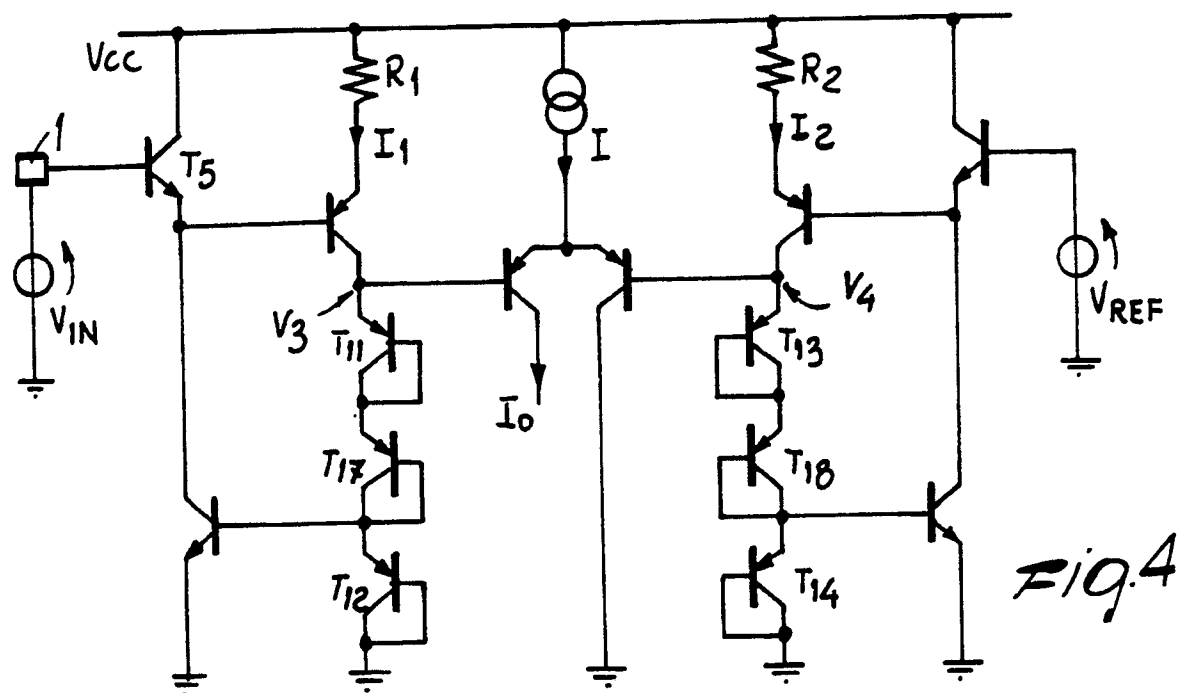 VCC
R1
R2
1
I1
I
I2
T5
VIN
V3
V4
VREF
T11
T13
I0
T17
T18
T12
T14
Fig.4